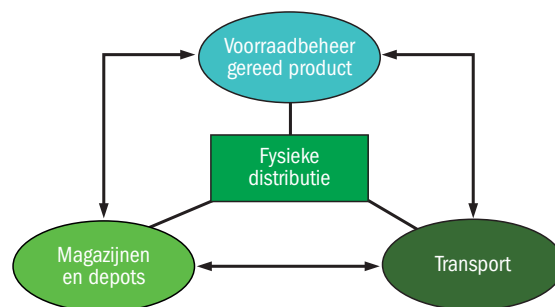 Voorraadbeheer
gereed product
Fysieke
distributie
Magazijnen
en depots
Transport